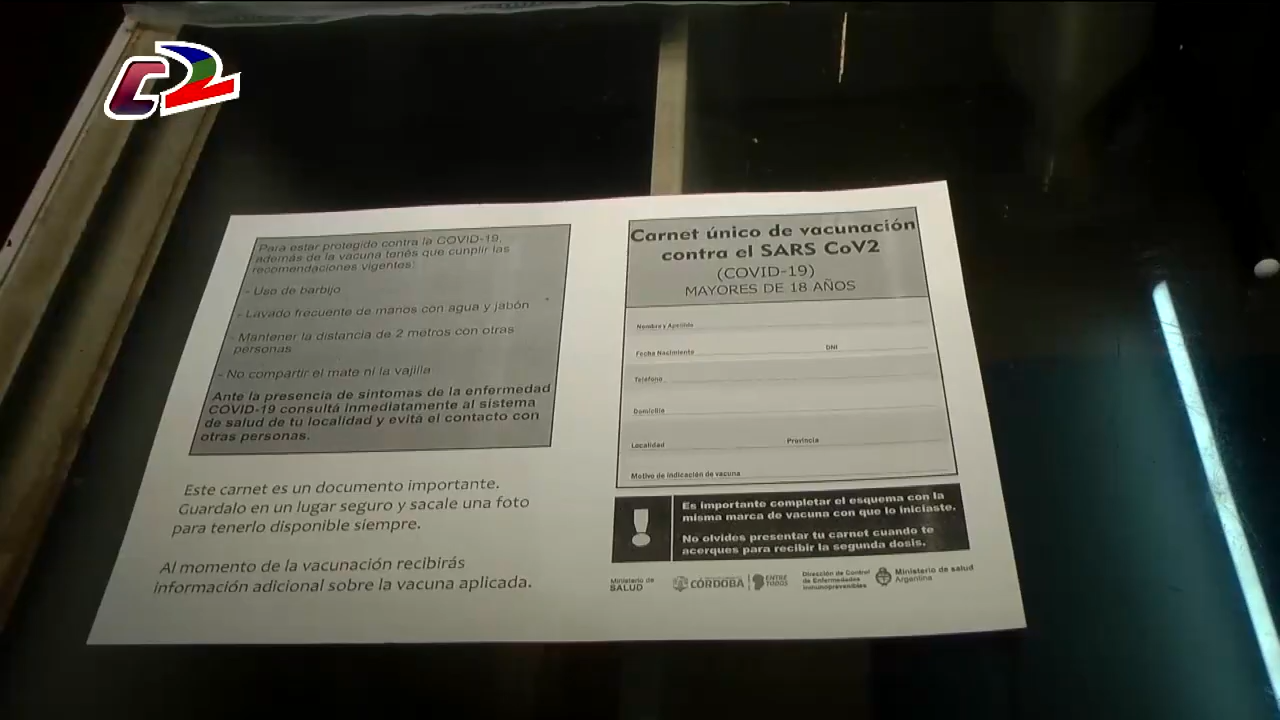 C2
Para estar protegido contra la COVID-19,
además de la vacuna tenés que cumplir las
recomendaciones vigentes:
- Uso de barbijo
- Lavado frecuente de manos con agua y jabón
- Mantener la distancia de 2 metros con otras
personas
- No compartir el mate ni la vajilla
Ante la presencia de síntomas de la enfermedad
COVID-19 consultá inmediatamente al sistema
de salud de tu localidad y evitá el contacto con
otras personas.
Este carnet es un documento importante.
Guardalo en un lugar seguro y sacale una foto
para tenerlo disponible siempre.
Al momento de la vacunación recibirás
información adicional sobre la vacuna aplicada.
Carnet único de vacunación
contra el SARS CoV2
(COVID-19)
MAYORES DE 18 AÑOS
Nombre y Apellido
Fecha Nacimiento DNI
Teléfono
Domicilio
Localidad Provincia
Motivo de indicación de vacuna
Es importante completar el esquema con la
misma marca de vacuna con que lo iniciaste.
No olvides presentar tu carnet cuando te
acerques para recibir la segunda dosis.
Ministerio de
SALUD
CÓRDOBA
ENTRE
TODOS
Dirección de Control
de Enfermedades
Inmunoprevenibles
Ministerio de salud
Argentina